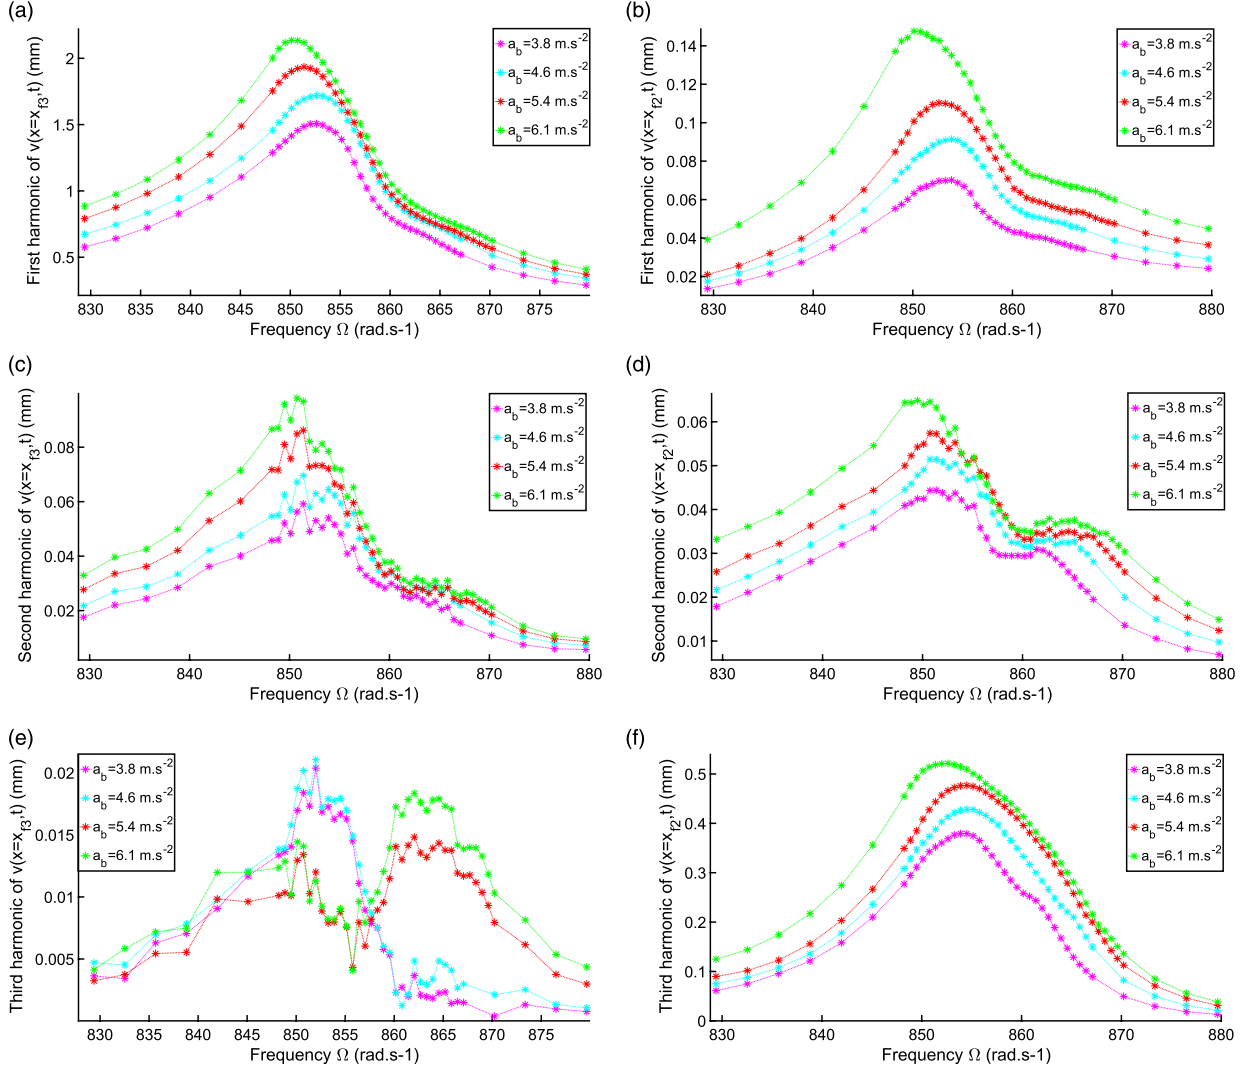 (a)
First harmonic of v(x=x_f3,t) (mm)
2
1.5
1
0.5
830 835 840 845 850 855 860 865 870 875
Frequency Ω (rad.s-1)
a_b=3.8 m.s^-2
a_b=4.6 m.s^-2
a_b=5.4 m.s^-2
a_b=6.1 m.s^-2
(b)
First harmonic of v(x=x_f2,t) (mm)
0.14
0.12
0.1
0.08
0.06
0.04
0.02
830 840 850 860 870 880
Frequency Ω (rad.s-1)
a_b=3.8 m.s^-2
a_b=4.6 m.s^-2
a_b=5.4 m.s^-2
a_b=6.1 m.s^-2
(c)
Second harmonic of v(x=x_f3,t) (mm)
0.08
0.06
0.04
0.02
830 840 850 860 870 880
Frequency Ω (rad.s-1)
a_b=3.8 m.s^-2
a_b=4.6 m.s^-2
a_b=5.4 m.s^-2
a_b=6.1 m.s^-2
(d)
Second harmonic of v(x=x_f2,t) (mm)
0.06
0.05
0.04
0.03
0.02
0.01
830 840 850 860 870 880
Frequency Ω (rad.s-1)
a_b=3.8 m.s^-2
a_b=4.6 m.s^-2
a_b=5.4 m.s^-2
a_b=6.1 m.s^-2
(e)
Third harmonic of v(x=x_f3,t) (mm)
0.02
0.015
0.01
0.005
830 835 840 845 850 855 860 865 870 875
Frequency Ω (rad.s-1)
a_b=3.8 m.s^-2
a_b=4.6 m.s^-2
a_b=5.4 m.s^-2
a_b=6.1 m.s^-2
(f)
Third harmonic of v(x=x_f2,t) (mm)
0.5
0.4
0.3
0.2
0.1
0
830 840 850 860 870 880
Frequency Ω (rad.s-1)
a_b=3.8 m.s^-2
a_b=4.6 m.s^-2
a_b=5.4 m.s^-2
a_b=6.1 m.s^-2